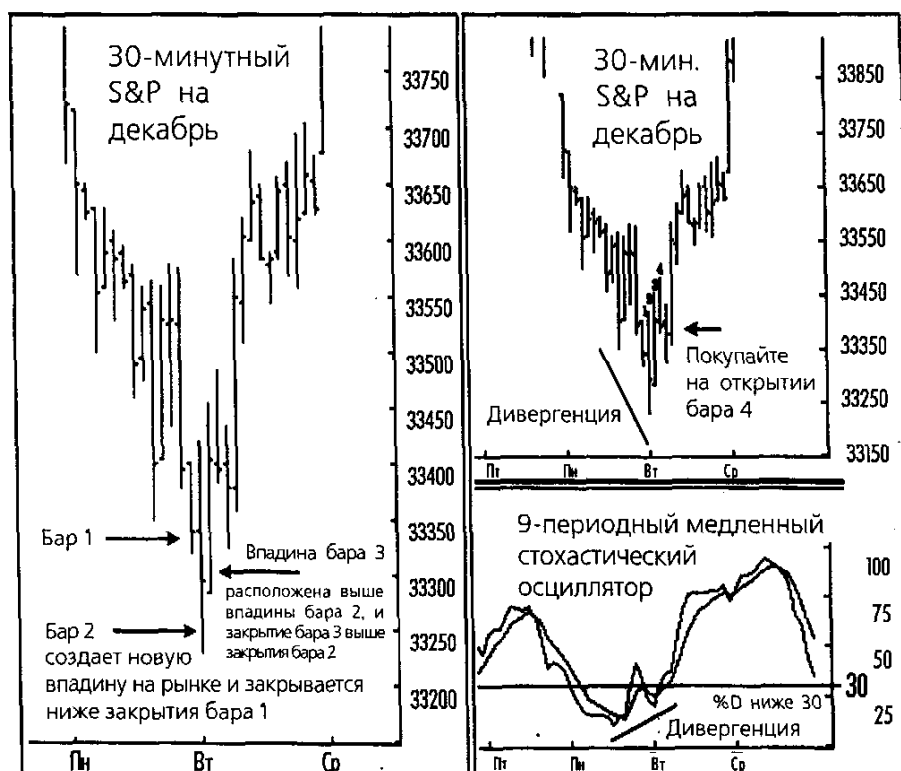 30-минутный
S&P на
декабрь
33750
33700
33650
33600
33550
33500
33450
33400
33350
33300
33250
33200
Бар 1
Впадина бара 3
расположена выше
впадины бара 2, и
закрытие бара 3 выше
закрытия бара 2
Бар 2
создает новую
впадину на рынке и закрывается
ниже закрытия бара 1
Пн
Вт
Ср
30-мин.
S&P на
декабрь
33850
33750
33650
33550
33450
33350
33250
33150
4
Покупайте
на открытии
бара 4
Дивергенция
Пт
Пн
Вт
Ср
9-периодный медленный
стохастический
осциллятор
100
75
50
30
25
%D ниже 30
Дивергенция
Пт
Пн
Вт
Ср